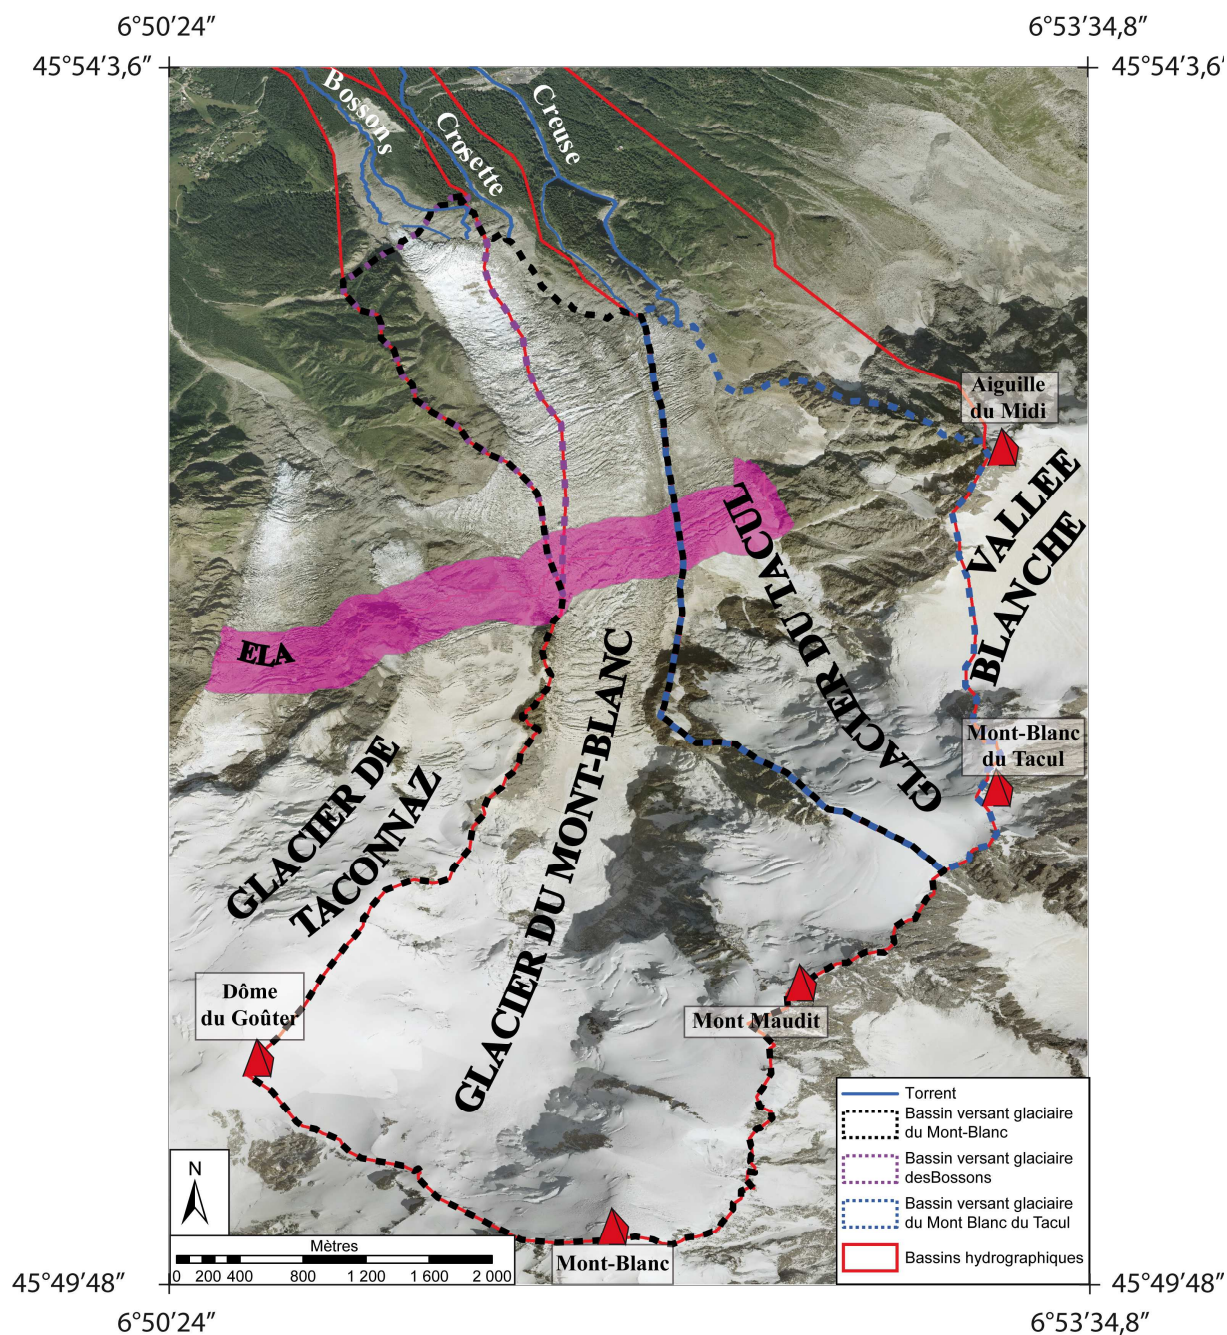 6°50′24″
6°53′34,8″
45°54′3,6″
45°54′3,6″
Bossons
Crosette
Creuse
Aiguille
du Midi
VALLEE
BLANCHE
GLACIER DU TACUL
ELA
Mont-Blanc
du Tacul
GLACIER DE
TACONNAZ
GLACIER DU MONT-BLANC
Dôme
du Goûter
Mont Maudit
Mont-Blanc
N
Mètres
0 200 400 800 1200 1 600 2 000
Torrent
Bassin versant glaciaire
du Mont-Blanc
Bassin versant glaciaire
desBossons
Bassin versant glaciaire
du Mont Blanc du Tacul
Bassins hydrographiques
45°49′48″
45°49′48″
6°50′24″
6°53′34,8″